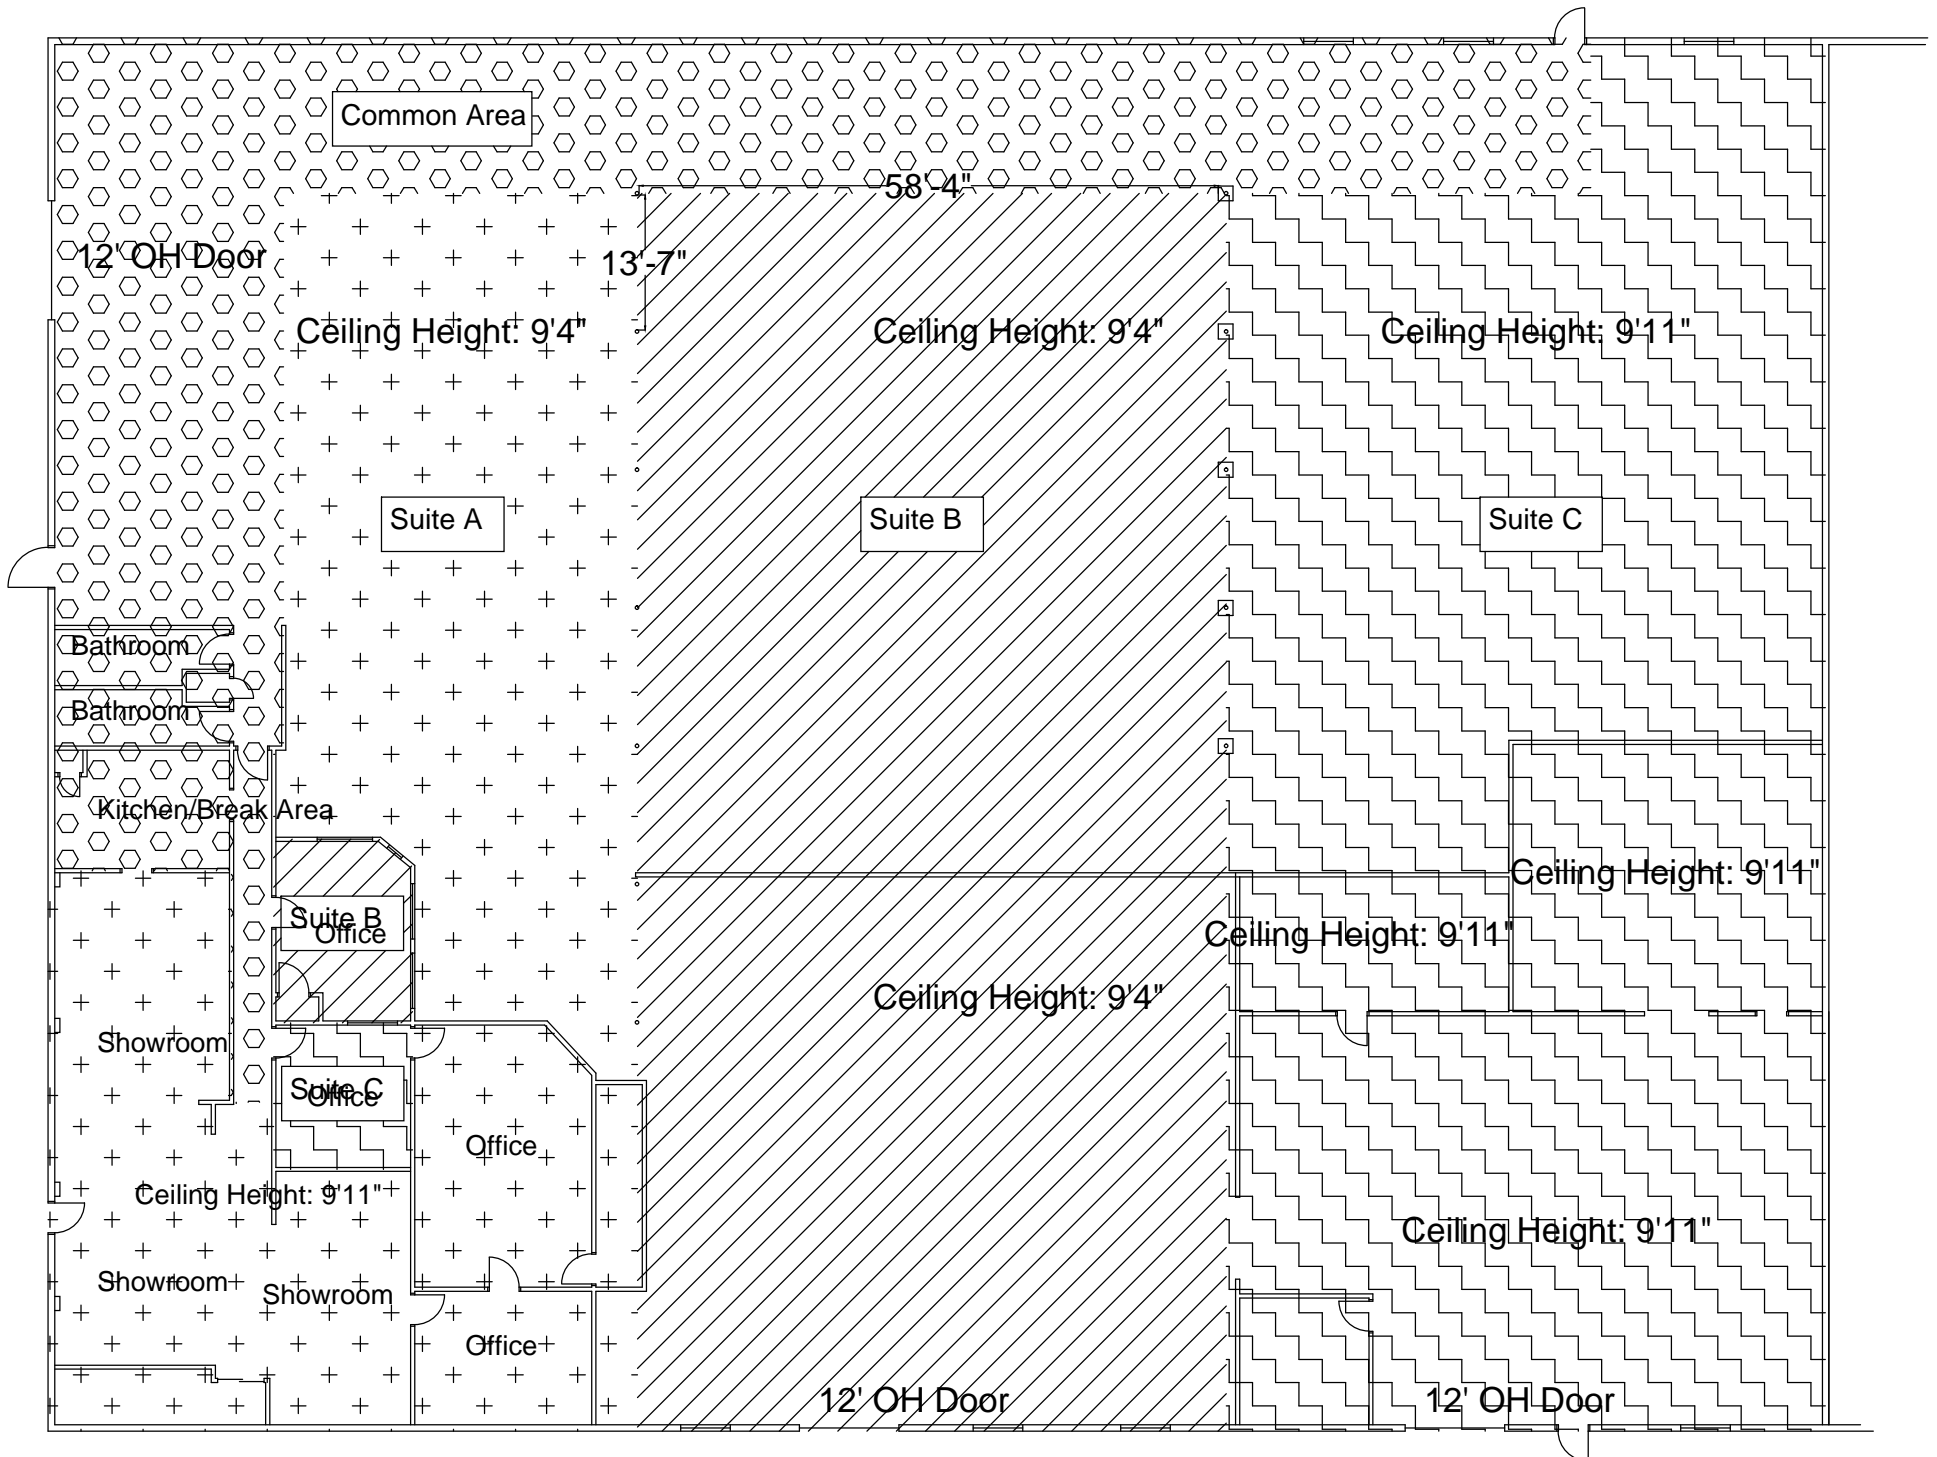 Common Area
58'-4"
12' OH Door
13'-7"
Ceiling Height: 9'4"
Ceiling Height: 9'4"
Ceiling Height: 9'11"
Suite A
Suite B
Suite C
Bathroom
Bathroom
Kitchen/Break Area
Ceiling Height: 9'11"
Suite B
Office
Ceiling Height: 9'11"
Ceiling Height: 9'4"
Showroom
Suite C
Office
Office
Ceiling Height: 9'11"
Ceiling Height: 9'11"
Showroom
Showroom
Office
12' OH Door
12' OH Door